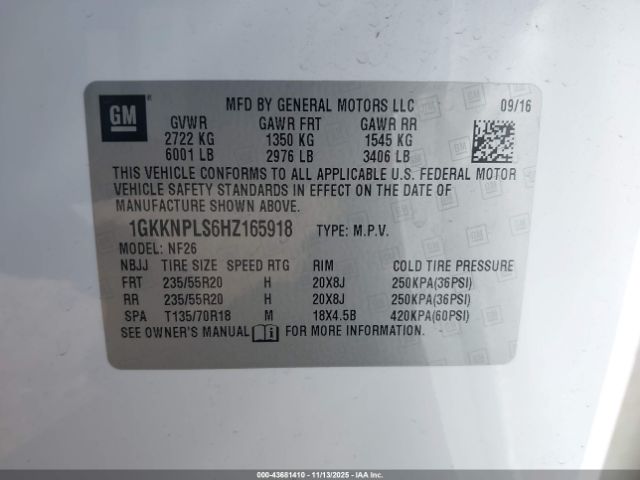 GM
MFD BY GENERAL MOTORS LLC 09/16
GVWR GAWR FRT GAWR RR
2722 KG 1350 KG 1545 KG
6001 LB 2976 LB 3406 LB
THIS VEHICLE CONFORMS TO ALL APPLICABLE U.S. FEDERAL MOTOR
VEHICLE SAFETY STANDARDS IN EFFECT ON THE DATE OF
MANUFACTURE SHOWN ABOVE.
1GKKNPLS6HZ165918 TYPE: M.P.V.
MODEL: NF26
NBJJ TIRE SIZE SPEED RTG RIM COLD TIRE PRESSURE
FRT 235/55R20 H 20X8J 250KPA(36PSI)
RR 235/55R20 H 20X8J 250KPA(36PSI)
SPA T135/70R18 M 18X4.5B 420KPA(60PSI)
SEE OWNER'S MANUAL FOR MORE INFORMATION.
000-43681410 - 11/13/2025 - IAAI.COM